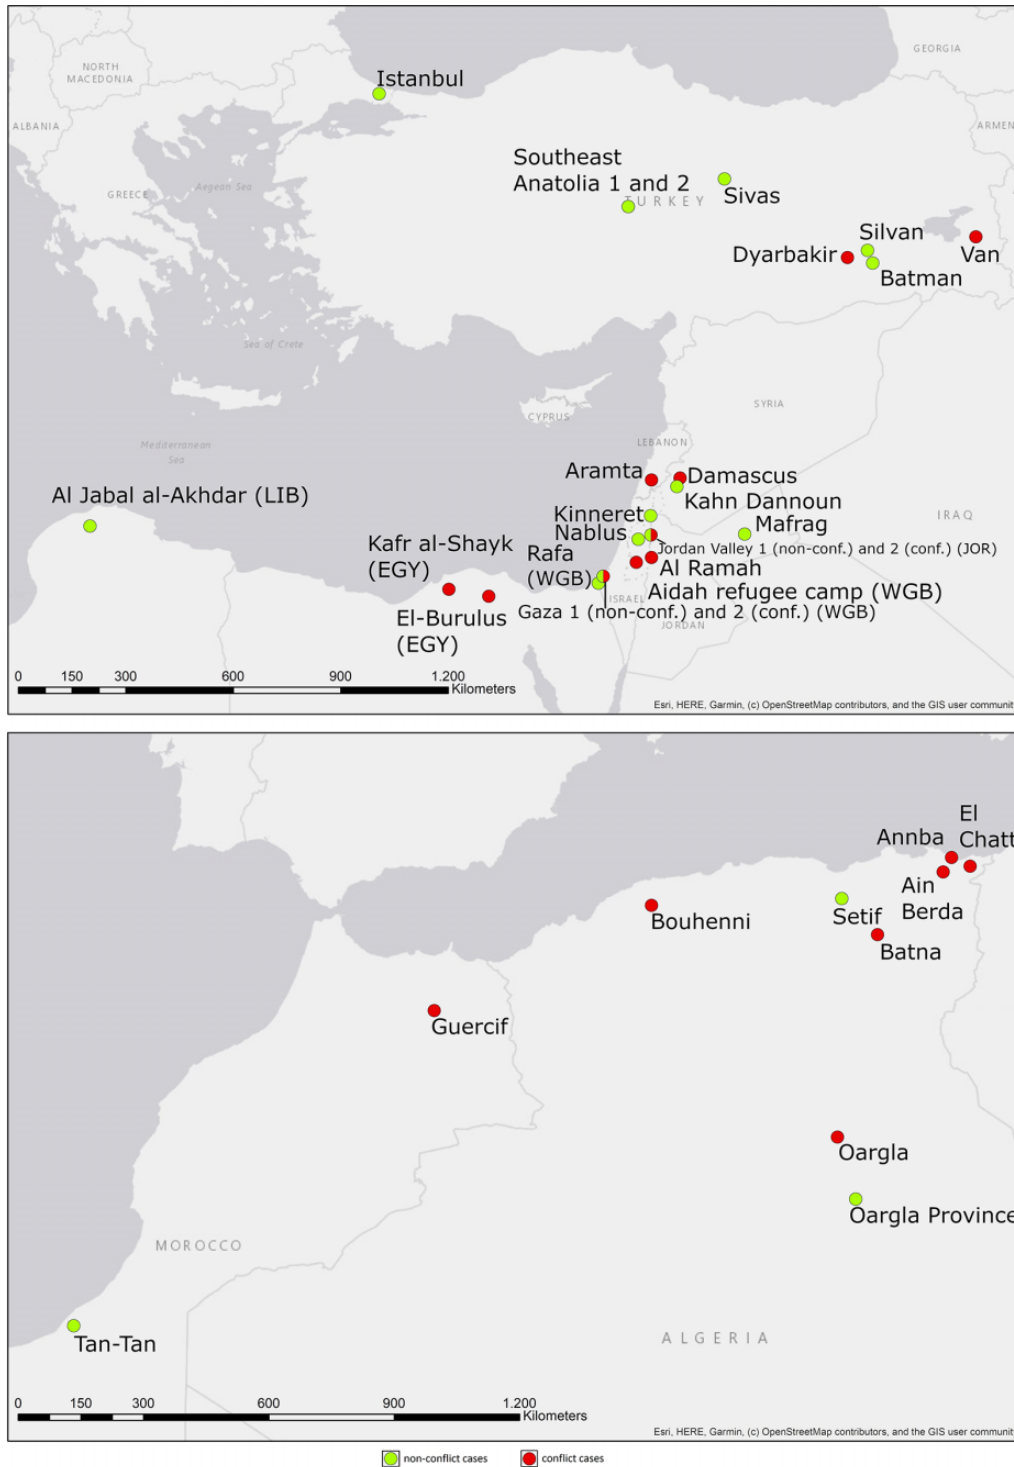 NORTH
MACEDONIA
ALBANIA
GREECE
Aegean Sea
Istanbul
GEORGIA
ARMEN
Southeast
Anatolia 1 and 2
TURKEY
Sivas
Silvan
Dyarbakir
Batman
Van
Sea of Crete
CYPRUS
SYRIA
LEBANON
Mediterranean
Sea
Aramta
Damascus
Kahn Dannoun
Al Jabal al-Akhdar (LIB)
Kinneret
Mafrag
IRAQ
Nablus
Jordan Valley 1 (non-conf.) and 2 (conf.) (JOR)
Kafr al-Shayk
(EGY)
Rafa
(WGB)
Al Ramah
Aidah refugee camp (WGB)
ISRAEL
Gaza 1 (non-conf.) and 2 (conf.) (WGB)
El-Burulus
(EGY)
JORDAN
0 150 300 600 900 1.200
Kilometers
Esri, HERE, Garmin, (c) OpenStreetMap contributors, and the GIS user community
El
Chatt
Annba
Ain
Berda
Setif
Bouhenni
Batna
Guercif
Oargla
Oargla Province
MOROCCO
Tan-Tan
ALGERIA
0 150 300 600 900 1.200
Kilometers
Esri, HERE, Garmin, (c) OpenStreetMap contributors, and the GIS user community
non-conflict cases
conflict cases